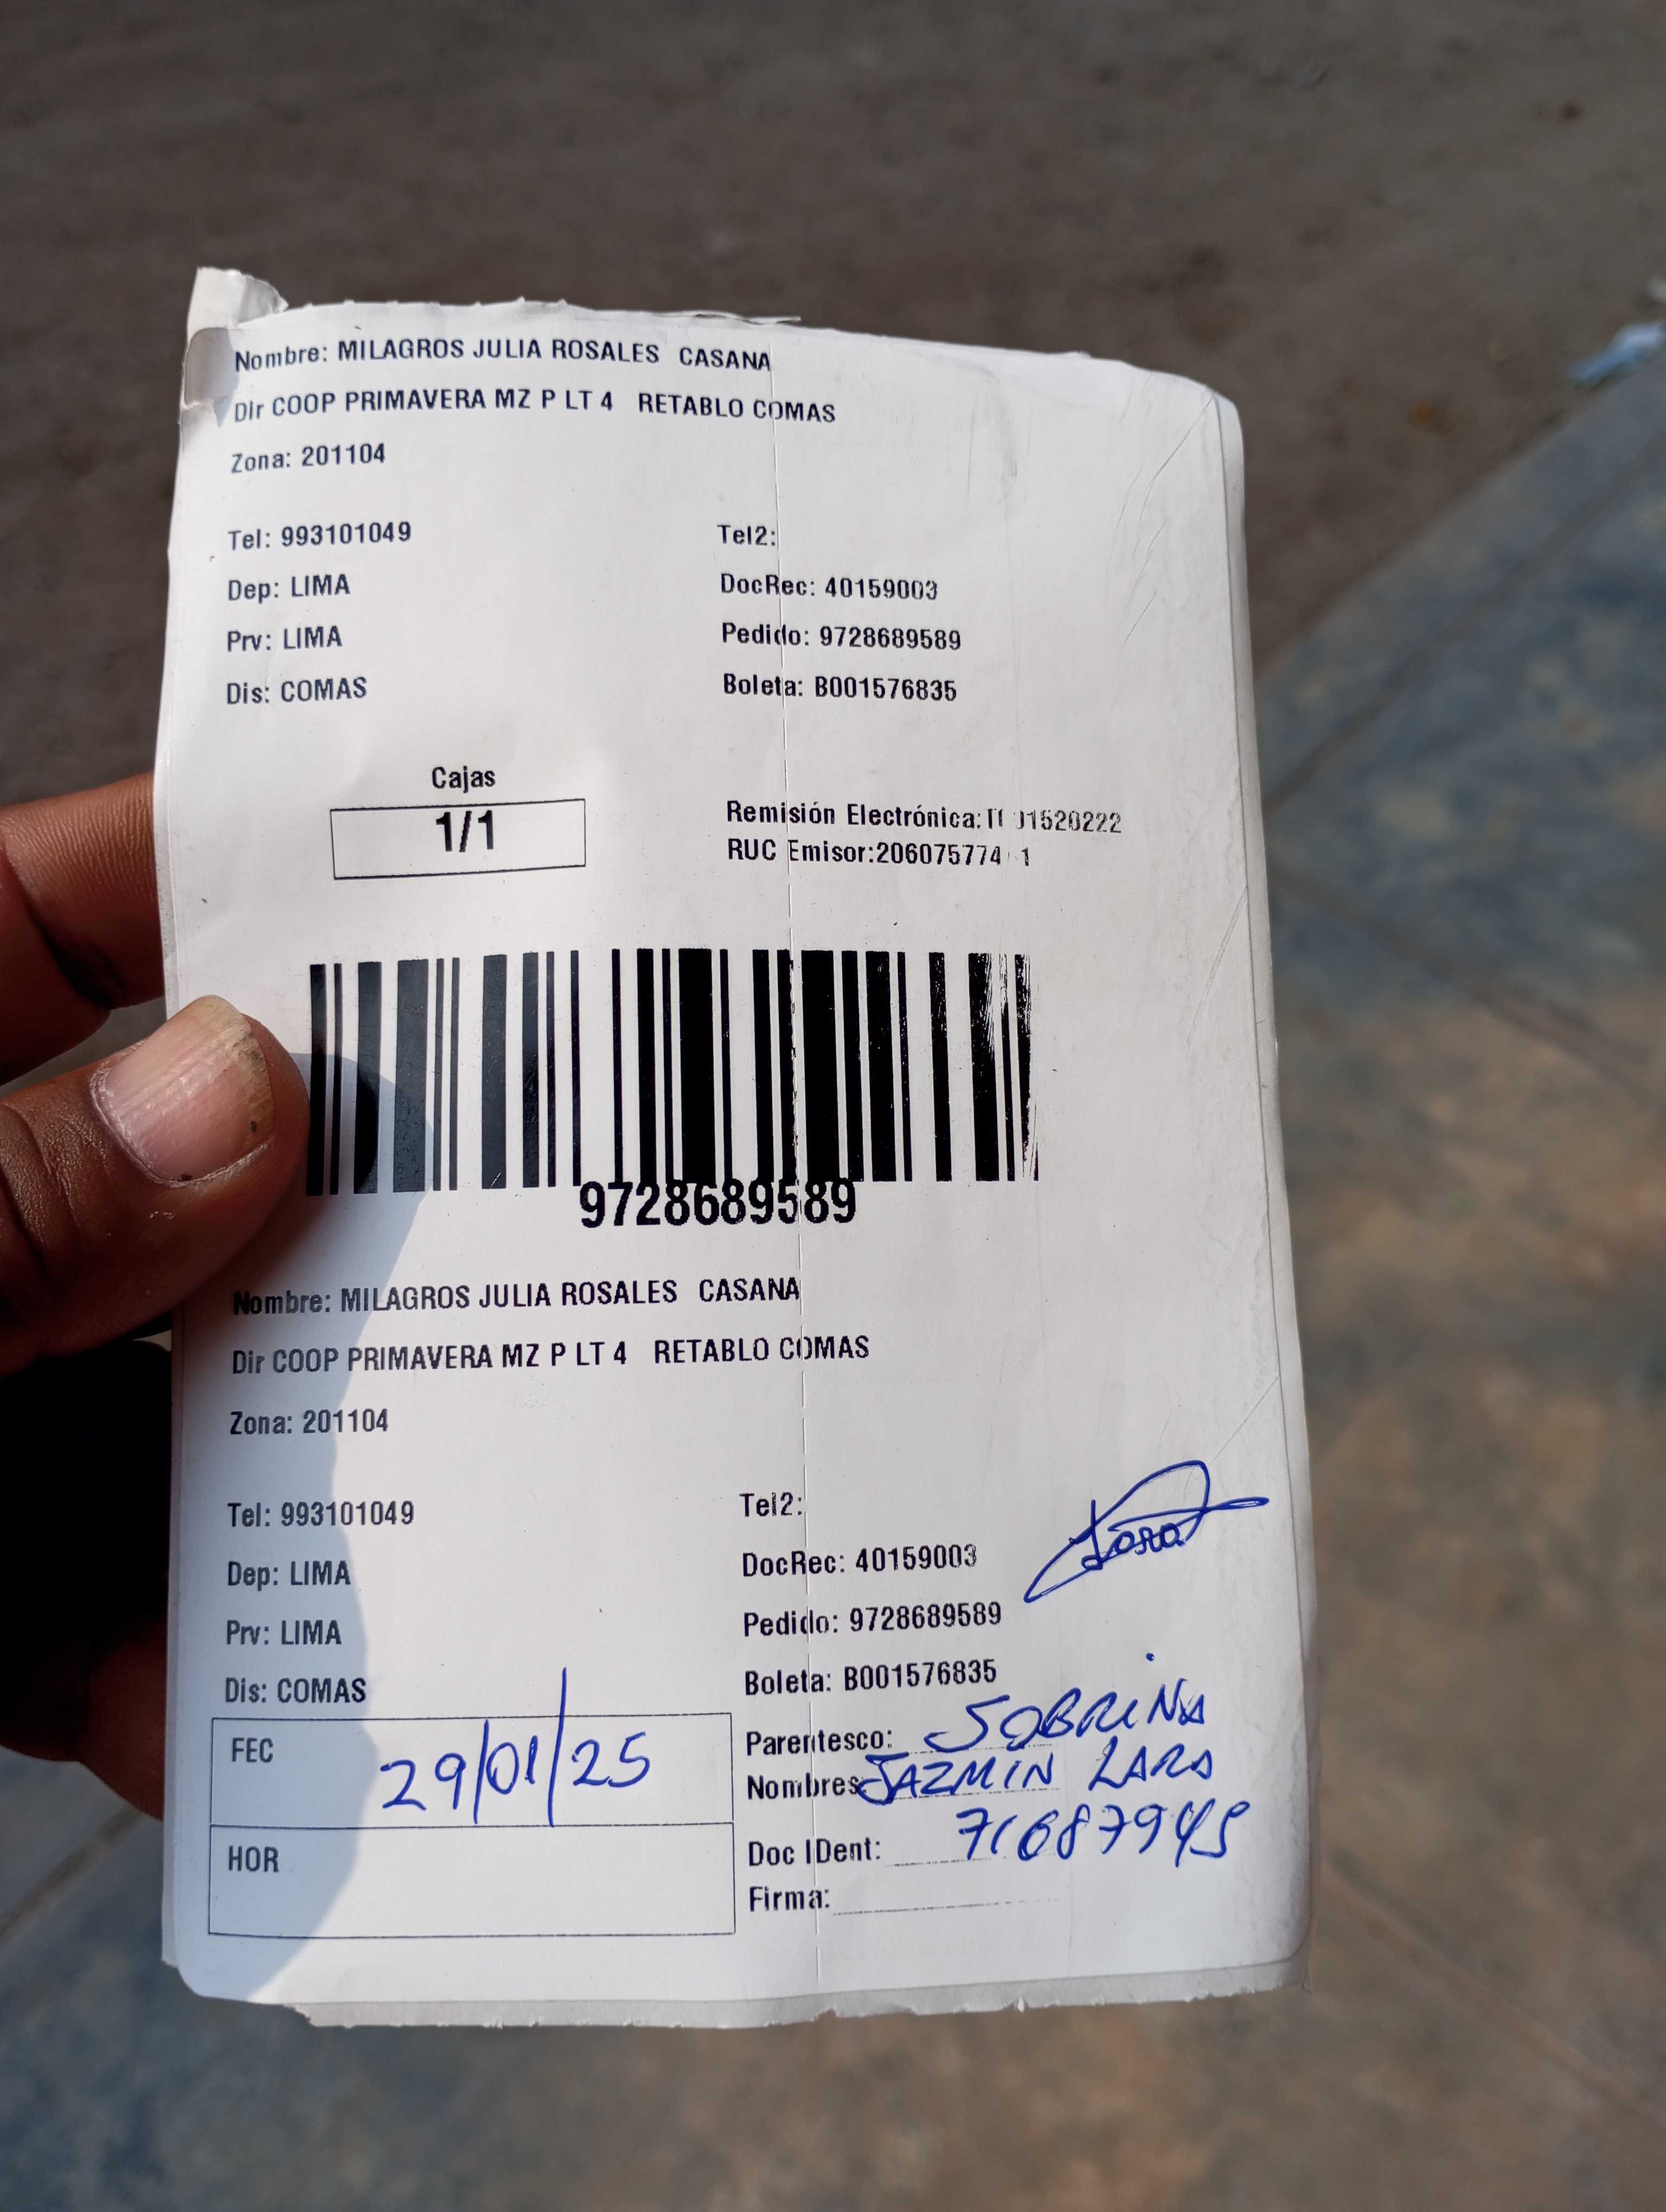 Nombre: MILAGROS JULIA ROSALES CASANA
Dir COOP PRIMAVERA MZ P LT 4 RETABLO COMAS
Zona: 201104
Tel: 993101049 Tel2:
Dep: LIMA DocRec: 40159003
Prv: LIMA Pedido: 9728689589
Dis: COMAS Boleta: B001576835
Cajas
1/1
Remisión Electrónica:
RUC Emisor:
9728689589
Nombre: MILAGROS JULIA ROSALES CASANA
Dir COOP PRIMAVERA MZ P LT 4 RETABLO COMAS
Zona: 201104
Tel: 993101049 Tel2:
Dep: LIMA DocRec: 40159003
Prv: LIMA Pedido: 9728689589
Dis: COMAS Boleta: B001576835
FEC 29/01/25
HOR
Parentesco: SOBRINA
Nombres JAZMIN LARA
Doc IDent:
Firma: